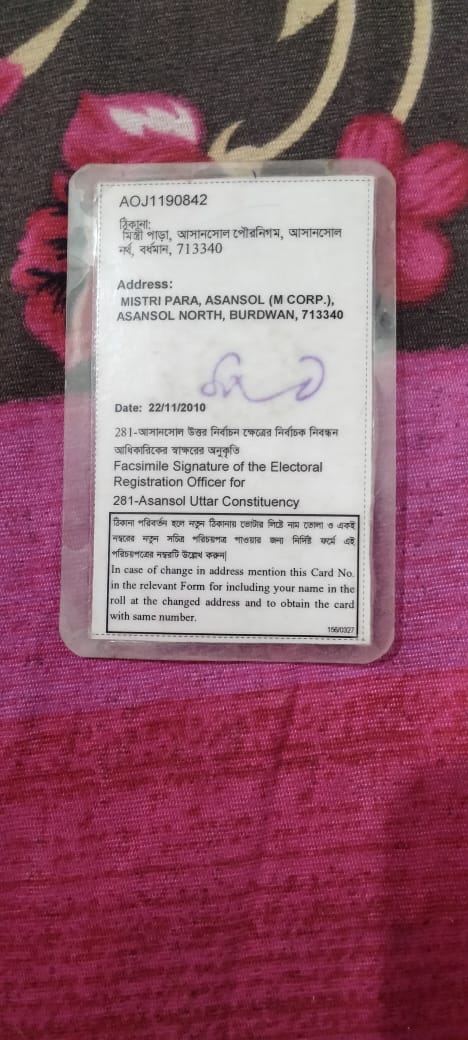 AOJ1190842
ঠিকানা:
মিস্ত্রী পাড়া, আসানসোল পৌরনিগম, আসানসোল
নর্থ, বর্ধমান, 713340
Address:
MISTRI PARA, ASANSOL (M CORP.),
ASANSOL NORTH, BURDWAN, 713340
Date: 22/11/2010
281-আসানসোল উত্তর নির্বাচন ক্ষেত্রের নির্বাচক নিবন্ধন
আধিকারিকের স্বাক্ষরের অনুকৃতি
Facsimile Signature of the Electoral
Registration Officer for
281-Asansol Uttar Constituency
ঠিকানা পরিবর্তন হলে নতুন ঠিকানায় ভোটার লিষ্টে নাম তোলা ও একই
নম্বরের নতুন সচিত্র পরিচয়পত্র পাওয়ার জন্য নির্দিষ্ট ফর্মে এই
পরিচয়পত্রের নম্বরটি উল্লেখ করুন|
In case of change in address mention this Card No.
in the relevant Form for including your name in the
roll at the changed address and to obtain the card
with same number.
156/0327